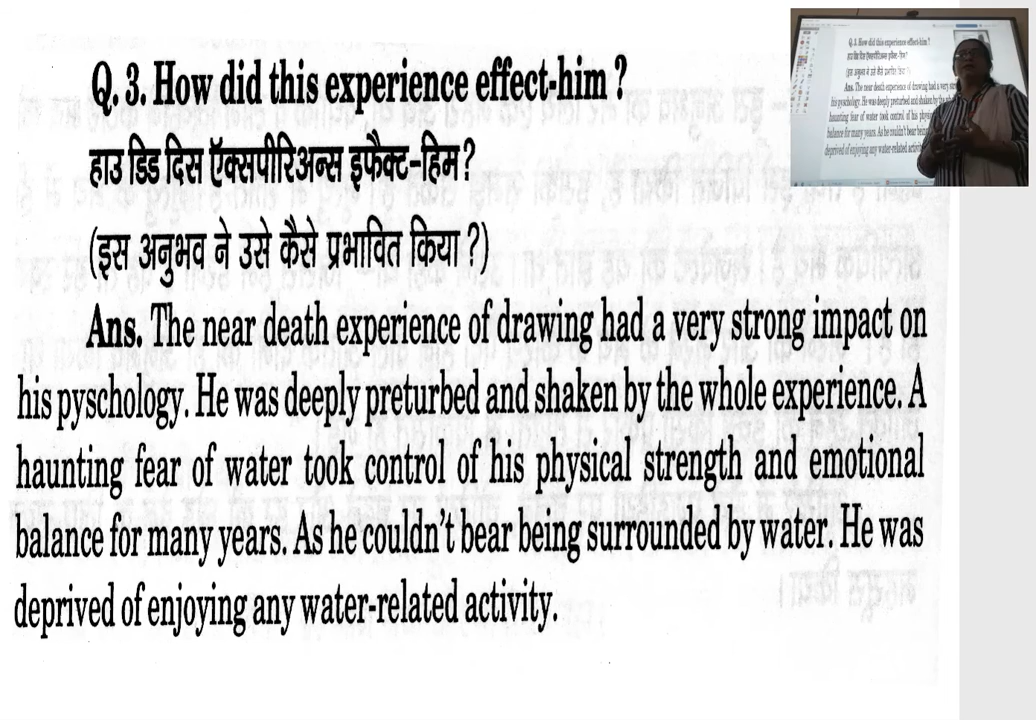 Q. 3. How did this experience effect-him ?
हाउ डिड दिस ऍक्सपीरिअन्स इफैक्ट-हिम ?
(इस अनुभव ने उसे कैसे प्रभावित किया ?)
Ans. The near death experience of drawing had a very strong impact on
his pyschology. He was deeply preturbed and shaken by the whole experience. A
haunting fear of water took control of his physical strength and emotional
balance for many years. As he couldn't bear being surrounded by water. He was
deprived of enjoying any water-related activity.